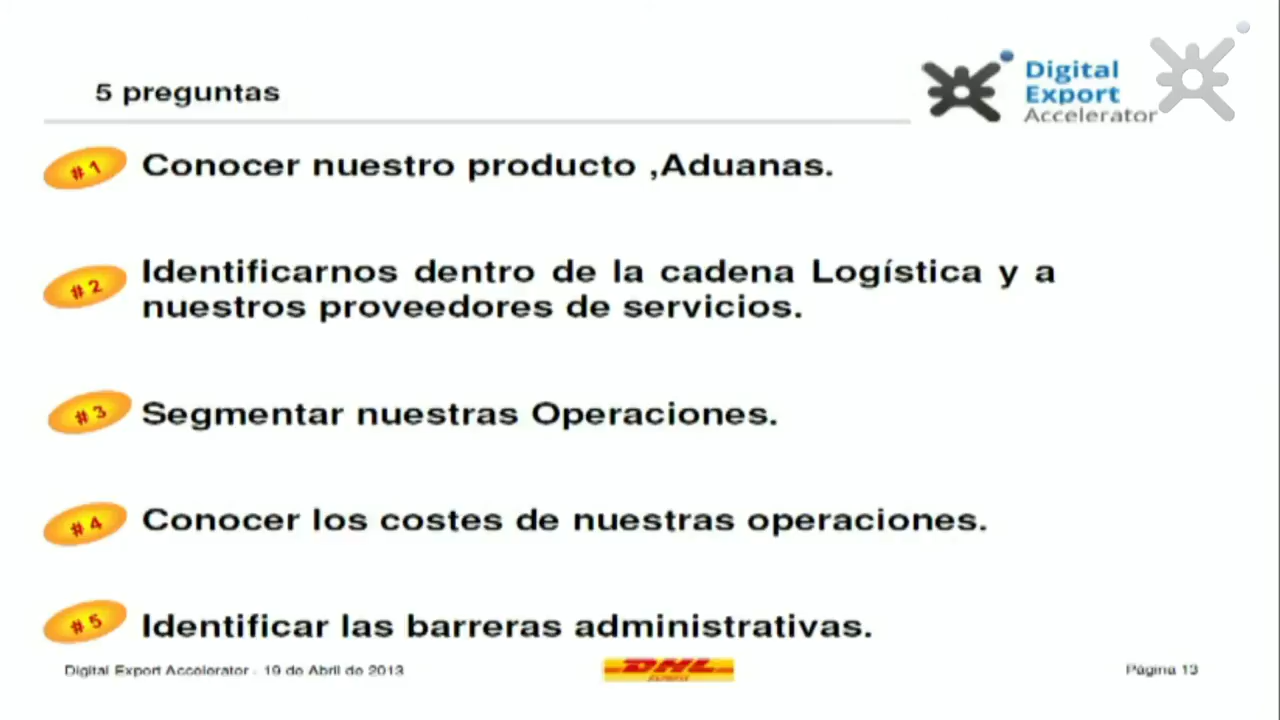 5 preguntas
Digital
Export
Accelerator
# 1
Conocer nuestro producto ,Aduanas.
# 2
Identificarnos dentro de la cadena Logística y a
nuestros proveedores de servicios.
# 3
Segmentar nuestras Operaciones.
# 4
Conocer los costes de nuestras operaciones.
# 5
Identificar las barreras administrativas.
Digital Export Accelerator - 19 de Abril de 2013
DHL
EXPRESS
Página 13